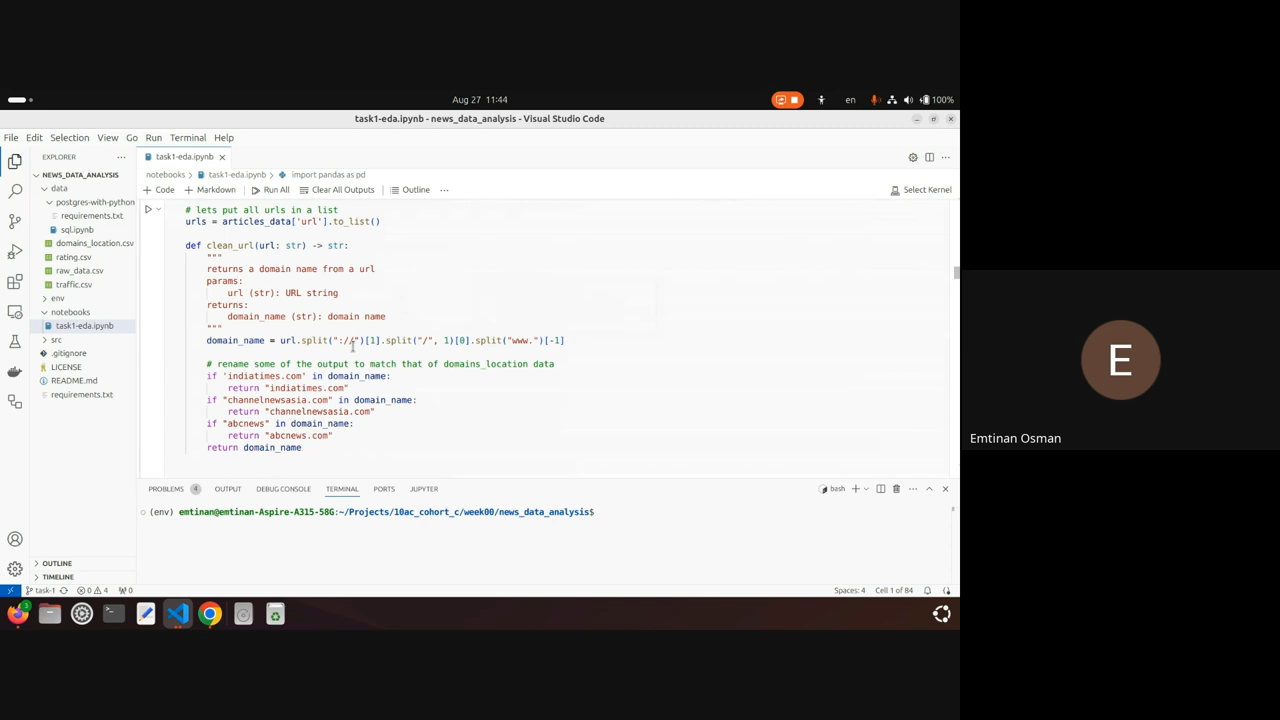 Aug 27 11:44
en
100%
task1-eda.ipynb - news_data_analysis - Visual Studio Code
File Edit Selection View Go Run Terminal Help
EXPLORER
task1-eda.ipynb
notebooks > task1-eda.ipynb > import pandas as pd
+ Code + Markdown Run All Clear All Outputs Outline ... Select Kernel
NEWS_DATA_ANALYSIS
data
postgres-with-python
requirements.txt
sql.ipynb
domains_location.csv
rating.csv
raw_data.csv
traffic.csv
env
notebooks
task1-eda.ipynb
src
.gitignore
LICENSE
README.md
requirements.txt
OUTLINE
TIMELINE
# lets put all urls in a list
urls = articles_data['url'].to_list()
def clean_url(url: str) -> str:
"""
returns a domain name from a url
params:
url (str): URL string
returns:
domain_name (str): domain name
"""
domain_name = url.split("://")[1].split("/", 1)[0].split("www.")[-1]
# rename some of the output to match that of domains_location data
if 'indiatimes.com' in domain_name:
return "indiatimes.com"
if "channelnewsasia.com" in domain_name:
return "channelnewsasia.com"
if "abcnews" in domain_name:
return "abcnews.com"
return domain_name
PROBLEMS 4 OUTPUT DEBUG CONSOLE TERMINAL PORTS JUPYTER
bash
(env) emtinan@emtinan-Aspire-A315-58G:~/Projects/10ac_cohort_c/week00/news_data_analysis$
task-1 0 4 0
Spaces: 4 Cell 1 of 84
3
E
Emtinan Osman